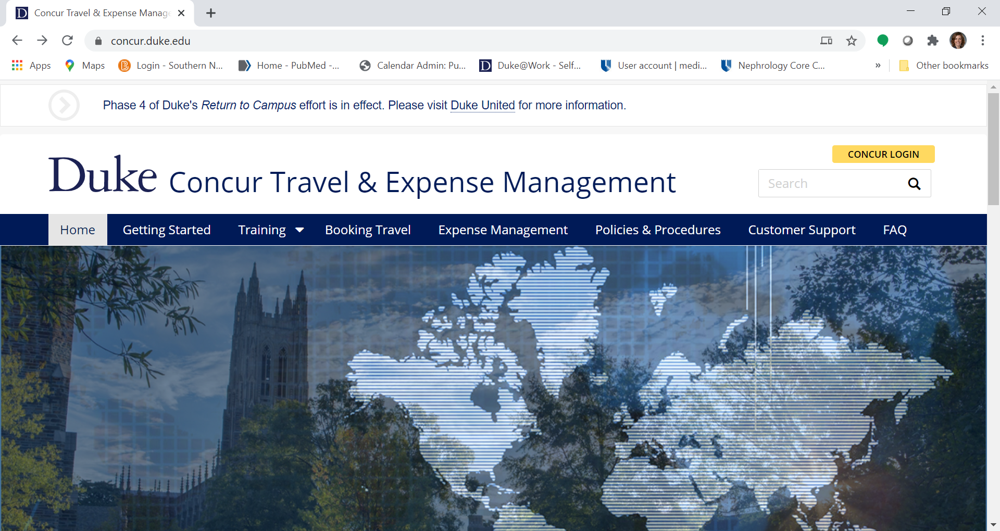 Concur Travel & Expense Manage
concur.duke.edu
Apps Maps Login - Southern N... Home - PubMed -... Calendar Admin: Pu... Duke@Work - Self... User account | medi... Nephrology Core C... » Other bookmarks
Phase 4 of Duke's Return to Campus effort is in effect. Please visit Duke United for more information.
CONCUR LOGIN
Duke Concur Travel & Expense Management
Search
Home Getting Started Training Booking Travel Expense Management Policies & Procedures Customer Support FAQ